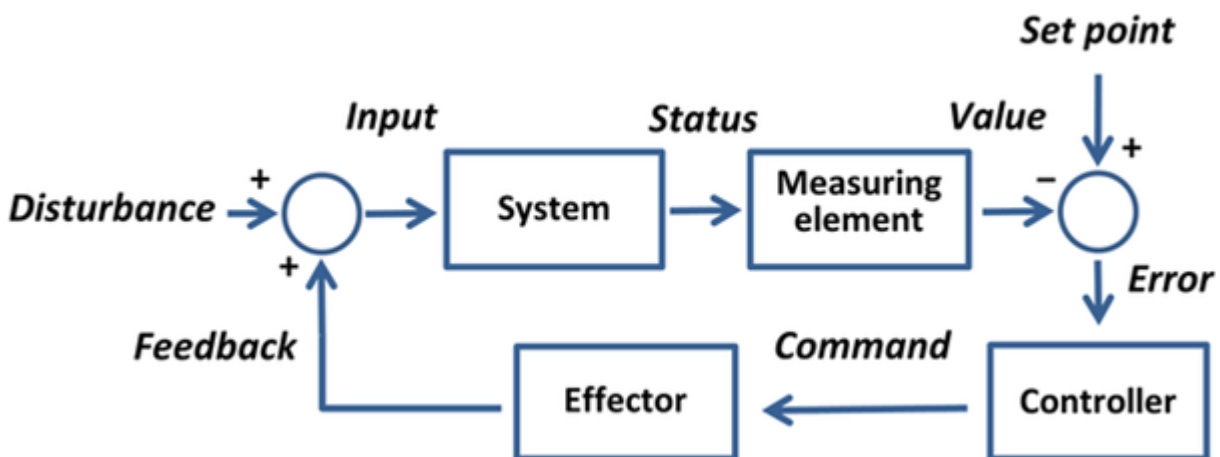 Set point
Input
Status
Value
+
+
−
Disturbance
System
Measuring
element
+
Error
Feedback
Command
Effector
Controller